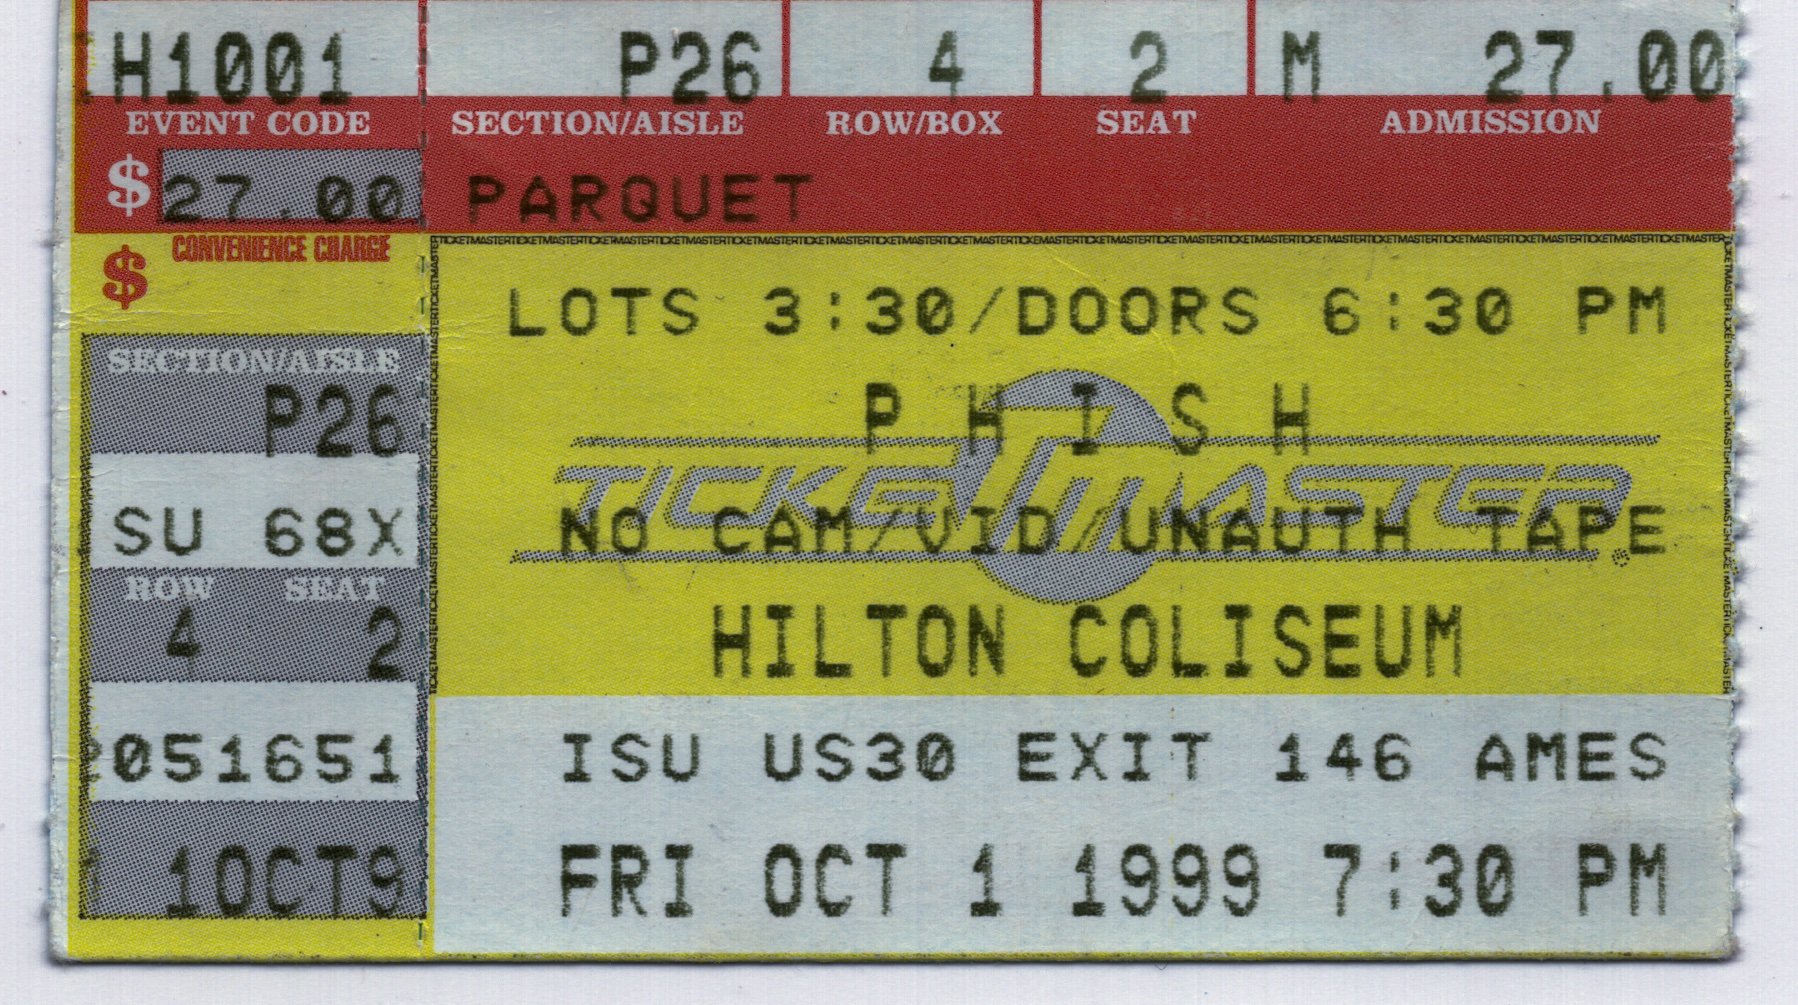 H1001 P26 4 2 M 27.00
EVENT CODE SECTION/AISLE ROW/BOX SEAT ADMISSION
$ 27.00 PARQUET
$ CONVENIENCE CHARGE
TICKETMASTERTICKETMASTERTICKETMASTERTICKETMASTERTICKETMASTERTICKETMASTERTICKETMASTERTICKETMASTER
LOTS 3:30/DOORS 6:30 PM
SECTION/AISLE
P26
PHISH
TICKETMASTER
SU 68X
NO CAM/VID/UNAUTH TAPE
ROW SEAT
4 2
HILTON COLISEUM
051651
ISU US30 EXIT 146 AMES
1OCT9
FRI OCT 1 1999 7:30 PM